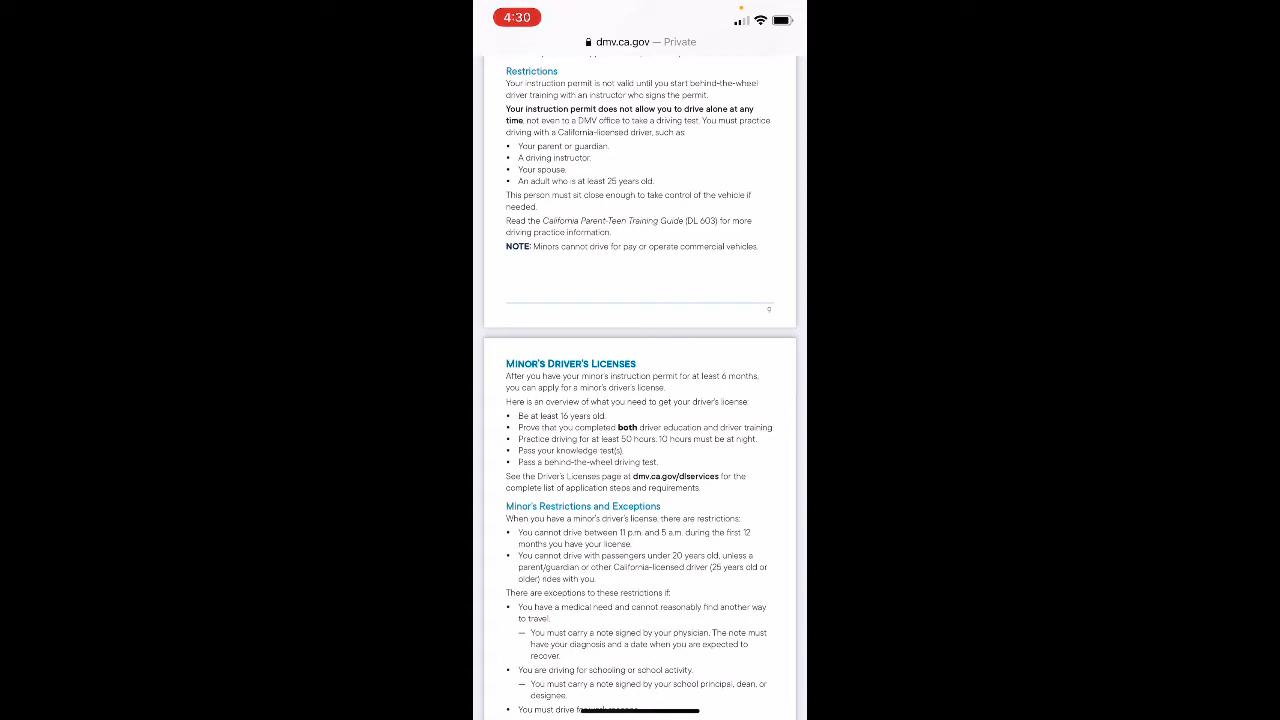 4:30
dmv.ca.gov — Private
Restrictions
Your instruction permit is not valid until you start behind-the-wheel
driver training with an instructor who signs the permit.
Your instruction permit does not allow you to drive alone at any
time, not even to a DMV office to take a driving test. You must practice
driving with a California-licensed driver, such as:
• Your parent or guardian.
• A driving instructor.
• Your spouse.
• An adult who is at least 25 years old.
This person must sit close enough to take control of the vehicle if
needed.
Read the California Parent-Teen Training Guide (DL 603) for more
driving practice information.
NOTE: Minors cannot drive for pay or operate commercial vehicles.
9
MINOR'S DRIVER'S LICENSES
After you have your minor's instruction permit for at least 6 months,
you can apply for a minor's driver's license.
Here is an overview of what you need to get your driver's license:
• Be at least 16 years old.
• Prove that you completed both driver education and driver training.
• Practice driving for at least 50 hours. 10 hours must be at night.
• Pass your knowledge test(s).
• Pass a behind-the-wheel driving test.
See the Driver's Licenses page at dmv.ca.gov/dlservices for the
complete list of application steps and requirements.
Minor's Restrictions and Exceptions
When you have a minor's driver's license, there are restrictions:
• You cannot drive between 11 p.m. and 5 a.m. during the first 12
months you have your license.
• You cannot drive with passengers under 20 years old, unless a
parent/guardian or other California-licensed driver (25 years old or
older) rides with you.
There are exceptions to these restrictions if:
• You have a medical need and cannot reasonably find another way
to travel.
— You must carry a note signed by your physician. The note must
have your diagnosis and a date when you are expected to
recover.
• You are driving for schooling or school activity.
— You must carry a note signed by your school principal, dean, or
designee.
• You must drive